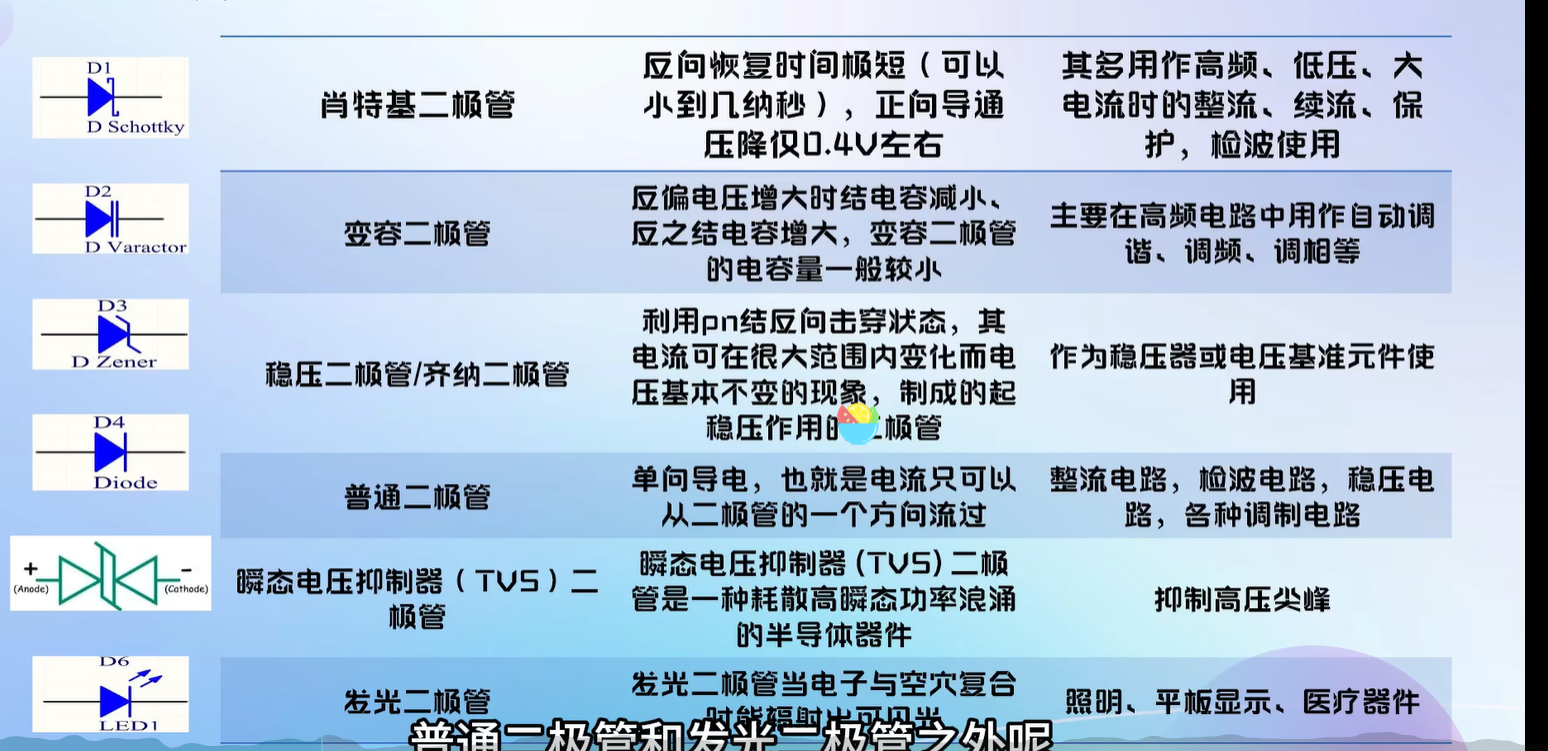 D1
D Schottky
肖特基二极管
反向恢复时间极短（可以
小到几纳秒），正向导通
压降仅0.4V左右
其多用作高频、低压、大
电流时的整流、续流、保
护，检波使用
D2
D Varactor
变容二极管
反偏电压增大时结电容减小、
反之结电容增大，变容二极管
的电容量一般较小
主要在高频电路中用作自动调
谐、调频、调相等
D3
D Zener
稳压二极管/齐纳二极管
利用pn结反向击穿状态，其
电流可在很大范围内变化而电
压基本不变的现象，制成的起
稳压作用的二极管
作为稳压器或电压基准元件使
用
D4
Diode
普通二极管
单向导电，也就是电流只可以
从二极管的一个方向流过
整流电路，检波电路，稳压电
路，各种调制电路
+
(Anode)
-
(Cathode)
瞬态电压抑制器（TVS）二
极管
瞬态电压抑制器(TVS)二极
管是一种耗散高瞬态功率浪涌
的半导体器件
抑制高压尖峰
D6
LED1
发光二极管
发光二极管当电子与空穴复合
时能辐射出可见光
照明、平板显示、医疗器件
普通二极管和发光二极管之外呢